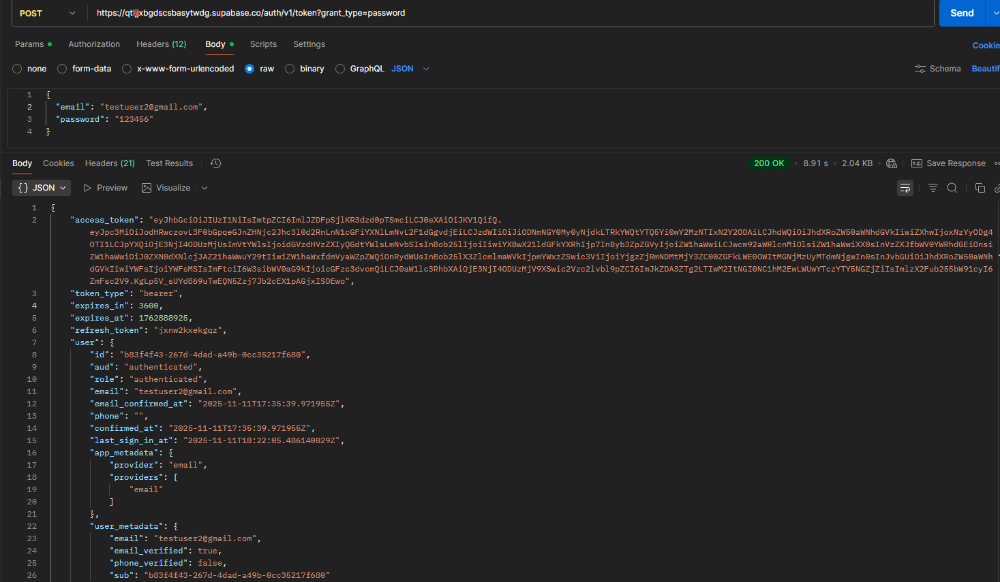 POST https://qtljjxbgdscsbasytwdg.supabase.co/auth/v1/token?grant_type=password Send
Params Authorization Headers (12) Body Scripts Settings Cookie
none form-data x-www-form-urlencoded raw binary GraphQL JSON Schema Beautif
1 {
2 "email": "testuser2@gmail.com",
3 "password": "123456"
4 }
Body Cookies Headers (21) Test Results 200 OK • 8.91 s • 2.04 KB • e.g. Save Response
{} JSON Preview Visualize
1 {
2 "access_token": "eyJhbGciOiJIUzI1NiIsImtpZCI6ImlJZDFpSjlKR3dzd0pTSmciLCJ0eXAiOiJKV1QifQ.
3 "token_type": "bearer",
4 "expires_in": 3600,
5 "expires_at": 1762888925,
6 "refresh_token": "jxnw2kxekgqz",
7 "user": {
8 "id": "b83f4f43-267d-4dad-a49b-0cc35217f680",
9 "aud": "authenticated",
10 "role": "authenticated",
11 "email": "testuser2@gmail.com",
12 "email_confirmed_at": "2025-11-11T17:35:39.971955Z",
13 "phone": "",
14 "confirmed_at": "2025-11-11T17:35:39.971955Z",
15 "last_sign_in_at": "2025-11-11T18:22:05.486140029Z",
16 "app_metadata": {
17 "provider": "email",
18 "providers": [
19 "email"
20 ]
21 },
22 "user_metadata": {
23 "email": "testuser2@gmail.com",
24 "email_verified": true,
25 "phone_verified": false,
26 "sub": "b83f4f43-267d-4dad-a49b-0cc35217f680"